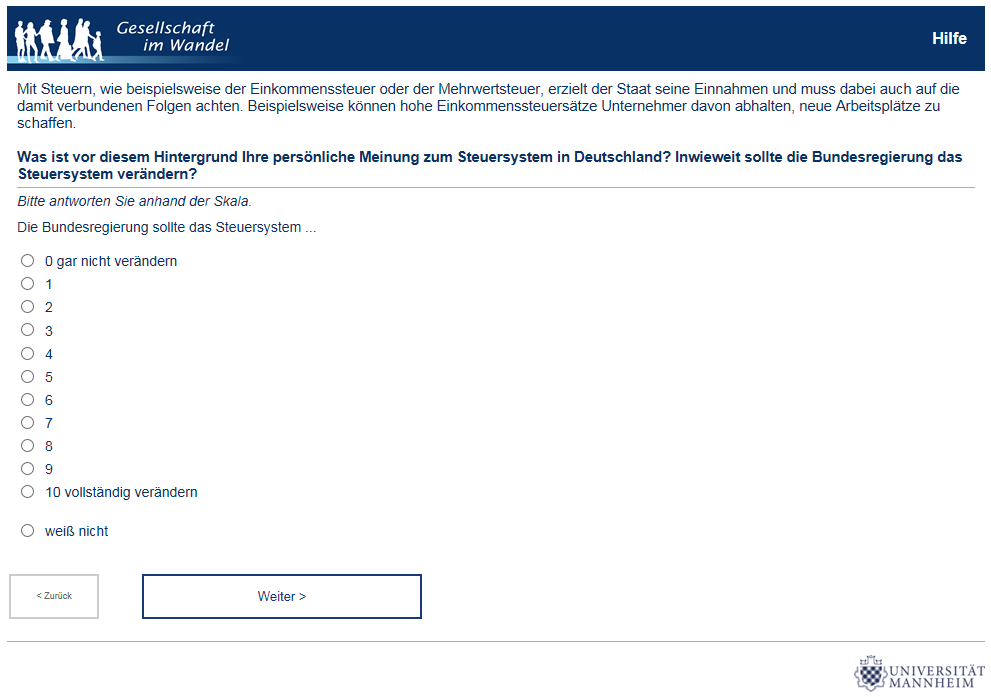 Gesellschaft
im Wandel
Hilfe
Mit Steuern, wie beispielsweise der Einkommenssteuer oder der Mehrwertsteuer, erzielt der Staat seine Einnahmen und muss dabei auch auf die
damit verbundenen Folgen achten. Beispielsweise können hohe Einkommenssteuersätze Unternehmer davon abhalten, neue Arbeitsplätze zu
schaffen.
Was ist vor diesem Hintergrund Ihre persönliche Meinung zum Steuersystem in Deutschland? Inwieweit sollte die Bundesregierung das
Steuersystem verändern?
Bitte antworten Sie anhand der Skala.
Die Bundesregierung sollte das Steuersystem ...
0 gar nicht verändern
1
2
3
4
5
6
7
8
9
10 vollständig verändern
weiß nicht
< Zurück
Weiter >
UNIVERSITÄT
MANNHEIM